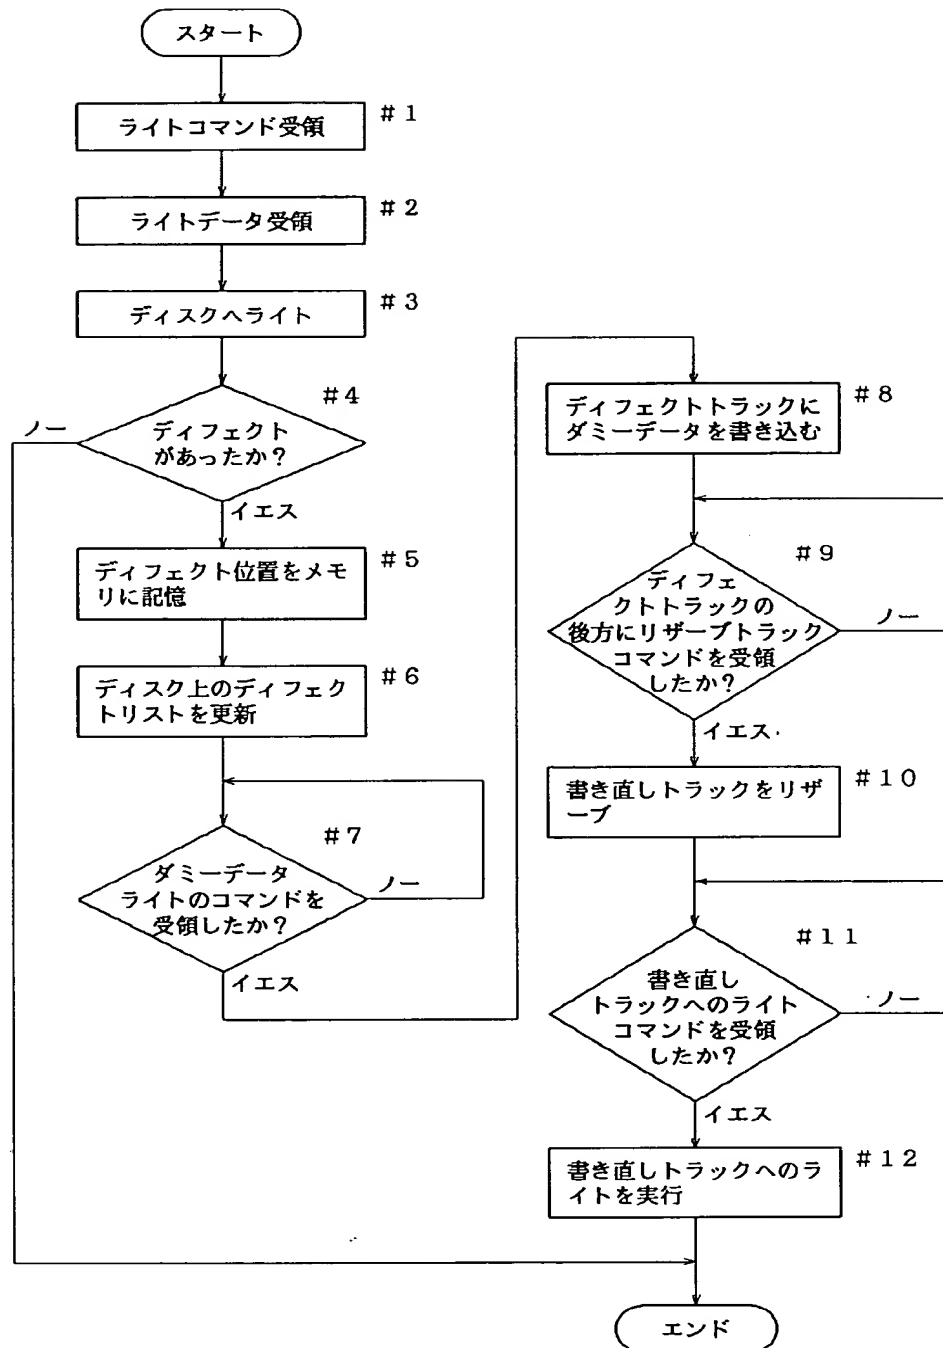 スタート
ライトコマンド受領
#1
ライトデータ受領
#2
ディスクへライト
#3
#4
ディフェクト
があったか?
ノー
イエス
ディフェクト位置をメモ
リに記憶
#5
ディスク上のディフェク
トリストを更新
#6
#7
ダミーデータ
ライトのコマンドを
受領したか?
ノー
イエス
ディフェクトトラックに
ダミーデータを書き込む
#8
#9
ディフェ
クトトラックの
後方にリザーブトラック
コマンドを受領
したか?
ノー
イエス
書き直しトラックをリザ
ーブ
#10
#11
書き直し
トラックへのライト
コマンドを受領
したか?
ノー
イエス
書き直しトラックへのラ
イトを実行
#12
エンド